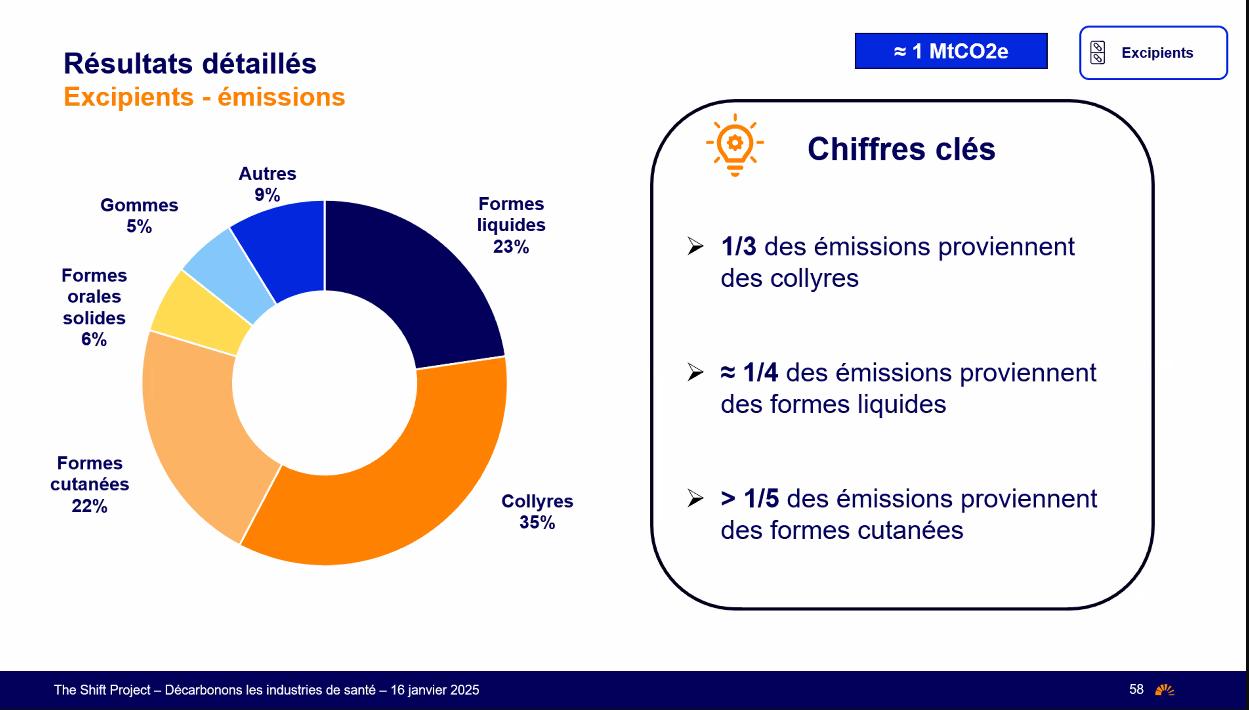 Résultats détaillés
Excipients - émissions
≈ 1 MtCO2e
Excipients
Autres
9%
Gommes
5%
Formes
liquides
23%
Formes
orales
solides
6%
Formes
cutanées
22%
Collyres
35%
Chiffres clés
➢ 1/3 des émissions proviennent
des collyres
➢ ≈ 1/4 des émissions proviennent
des formes liquides
➢ > 1/5 des émissions proviennent
des formes cutanées
The Shift Project – Décarbonons les industries de santé – 16 janvier 2025
58